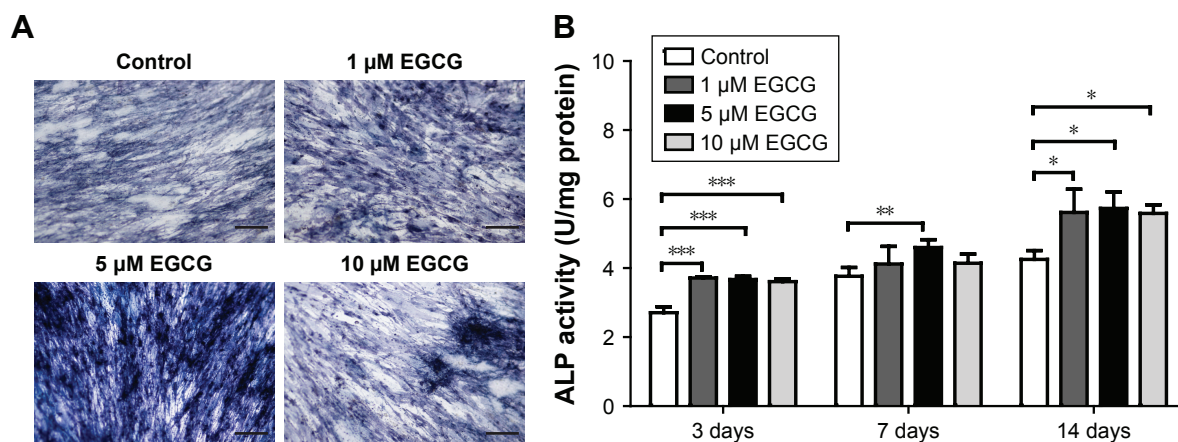 A
Control
1 µM EGCG
5 µM EGCG
10 µM EGCG
B
ALP activity (U/mg protein)
10
8
6
4
2
0
Control
1 µM EGCG
5 µM EGCG
10 µM EGCG
***
***
***
**
*
*
*
3 days
7 days
14 days